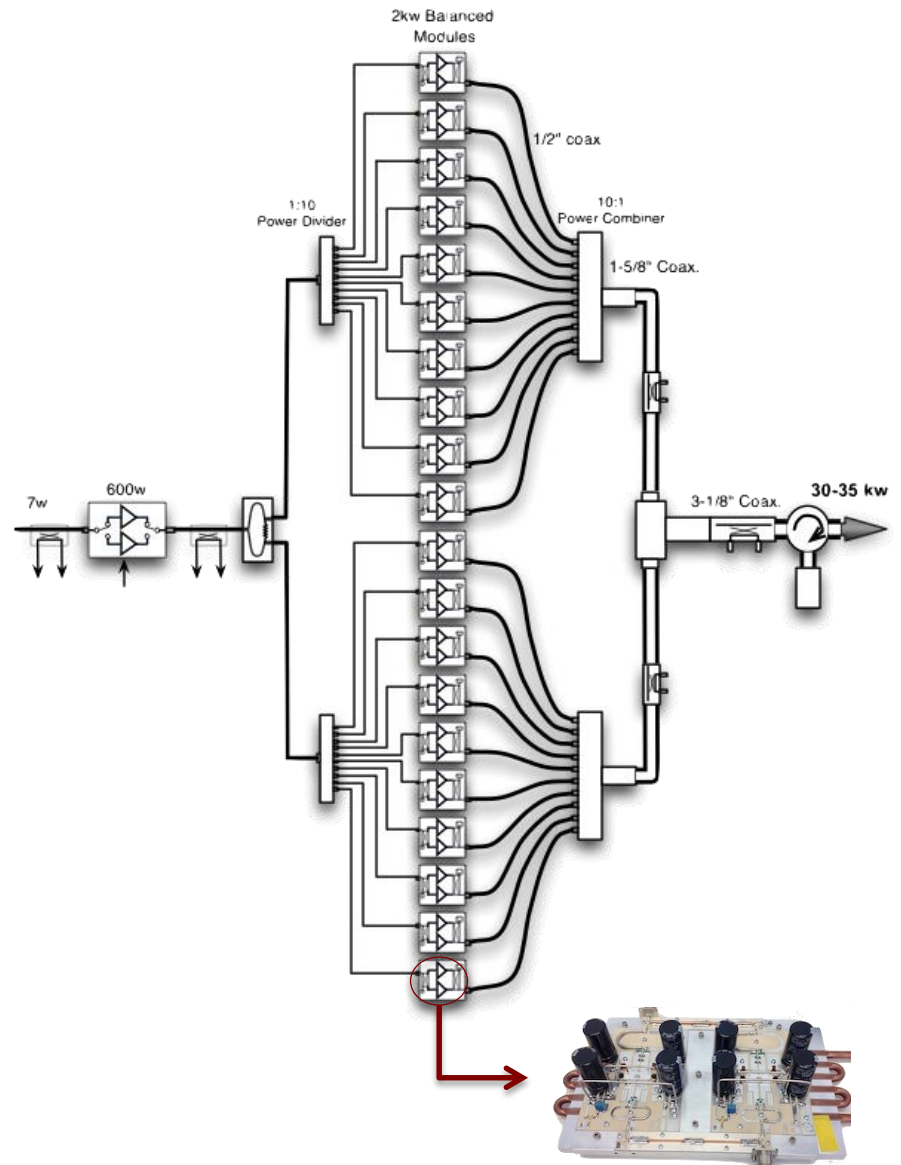 2kw Balanced
Modules
1/2" coax
1:10
Power Divider
10:1
Power Combiner
1-5/8" Coax.
7w
600w
3-1/8" Coax.
30-35 kw